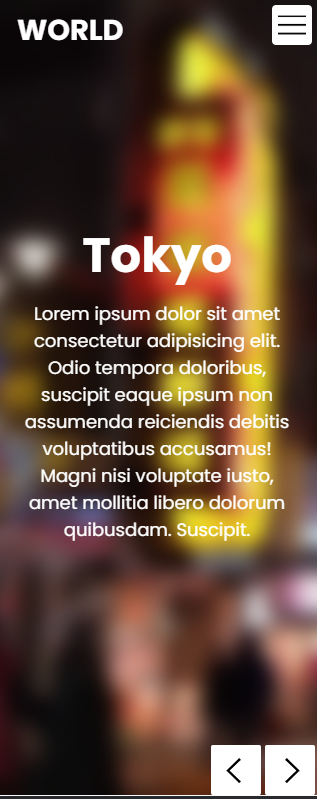 WORLD
Tokyo
Lorem ipsum dolor sit amet
consectetur adipisicing elit.
Odio tempora doloribus,
suscipit eaque ipsum non
assumenda reiciendis debitis
voluptatibus accusamus!
Magni nisi voluptate iusto,
amet mollitia libero dolorum
quibusdam. Suscipit.